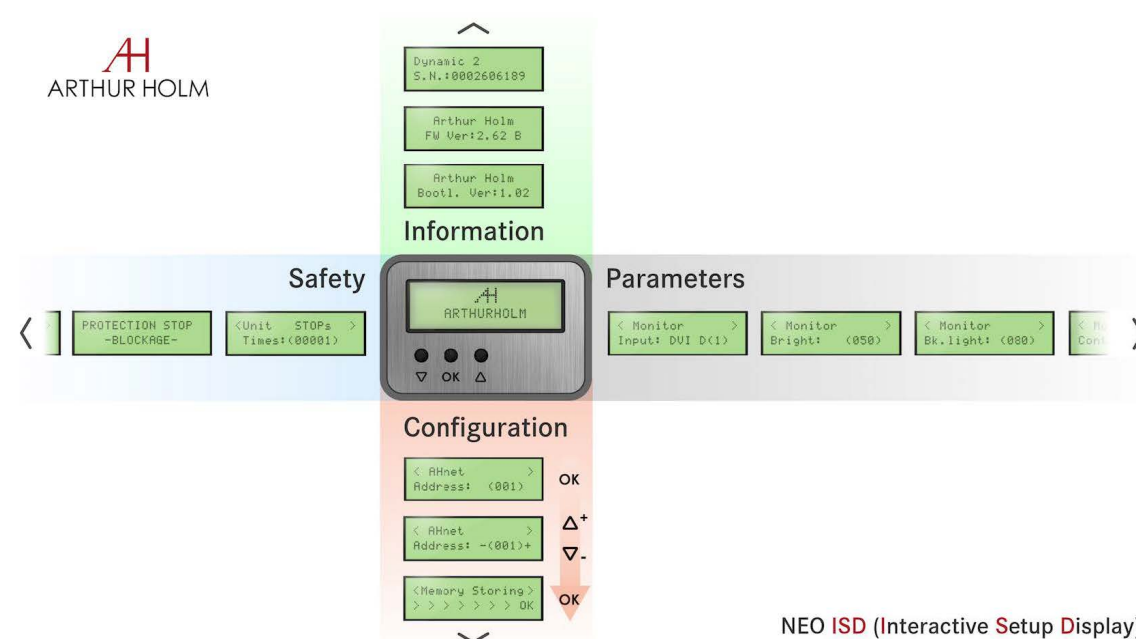 AH
ARTHUR HOLM
Dynamic 2
S.N.:0002606189
Arthur Holm
FW Ver:2.62 B
Arthur Holm
Bootl. Ver:1.02
Information
Safety
PROTECTION STOP
-BLOCKAGE-
<Unit STOPs >
Times:(00001)
AH
ARTHURHOLM
▽ OK △
Parameters
< Monitor >
Input: DVI D(1)
< Monitor >
Bright: (050)
< Monitor >
Bk.light: (080)
Configuration
< AHnet >
Address: (001)
OK
< AHnet >
Address: -(001)+
△+
▽-
<Memory Storing>
> > > > > > > OK
OK
NEO ISD (Interactive Setup Display)